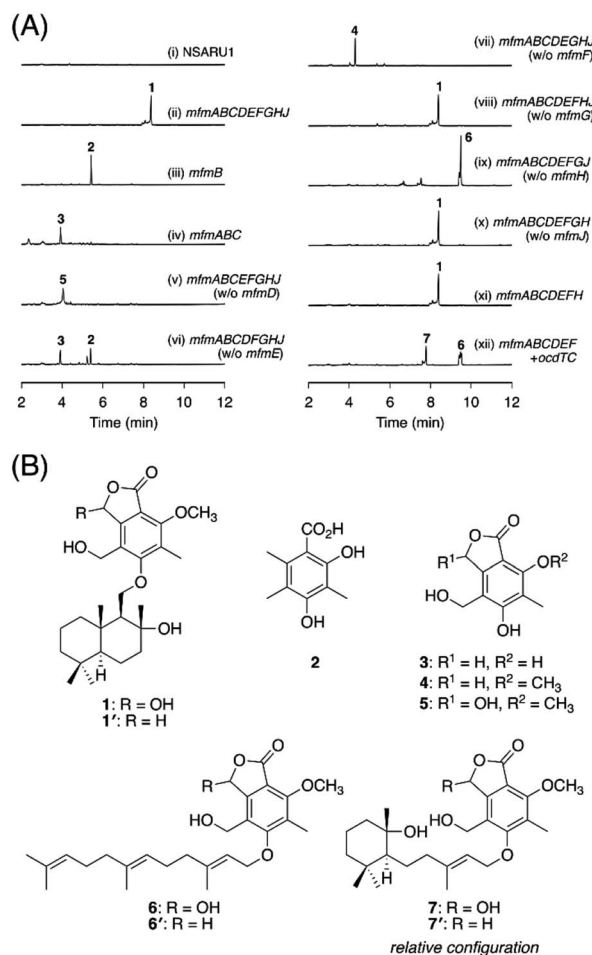 (A)
(i) NSARU1
1
(ii) mfmABCDEFGHJ
2
(iii) mfmB
3
(iv) mfmABC
5
(v) mfmABCEFGHJ
(w/o mfmD)
3
2
(vi) mfmABCDFGHJ
(w/o mfmE)
2 4 6 8 10 12
Time (min)
4
(vii) mfmABCDEGHJ
(w/o mfmF)
1
(viii) mfmABCDEFHJ
(w/o mfmG)
6
(ix) mfmABCDEFGJ
(w/o mfmH)
1
(x) mfmABCDEFGH
(w/o mfmJ)
1
(xi) mfmABCDEFH
7
6
(xii) mfmABCDEF
+ocdTC
2 4 6 8 10 12
Time (min)
(B)
O
R O
OCH3
HO
O
OH
H
1: R = OH
1′: R = H
CO2H
OH
OH
2
O
R1 O
OR2
HO
OH
3: R1 = H, R2 = H
4: R1 = H, R2 = CH3
5: R1 = OH, R2 = CH3
O
R O
OCH3
HO
O
6: R = OH
6′: R = H
O
R O
OCH3
OH HO
O
H
7: R = OH
7′: R = H
relative configuration